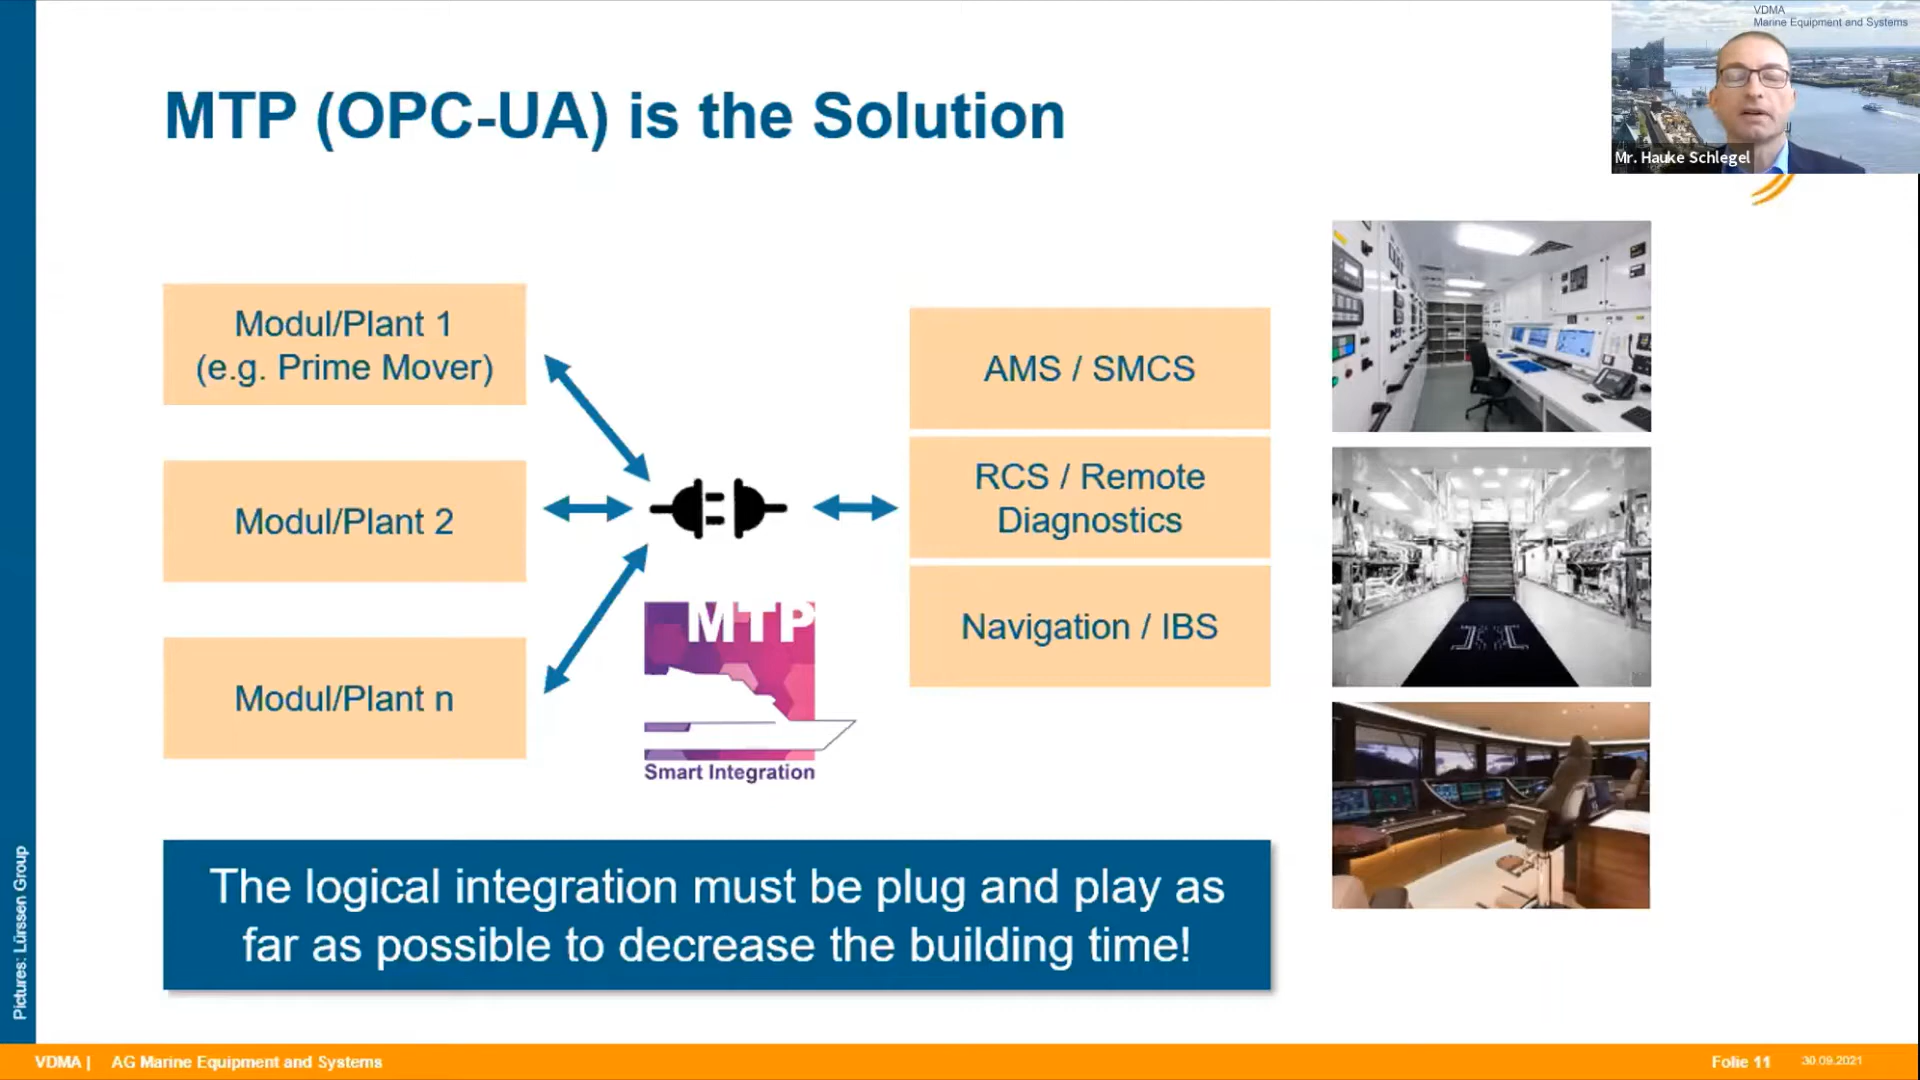 VDMA
Marine Equipment and Systems
MTP (OPC-UA) is the Solution
Mr. Hauke Schlegel
Modul/Plant 1
(e.g. Prime Mover)
Modul/Plant 2
Modul/Plant n
MTP
Smart Integration
AMS / SMCS
RCS / Remote
Diagnostics
Navigation / IBS
The logical integration must be plug and play as
far as possible to decrease the building time!
Pictures: Lürssen Group
VDMA | AG Marine Equipment and Systems
Folie 11
30.09.2021